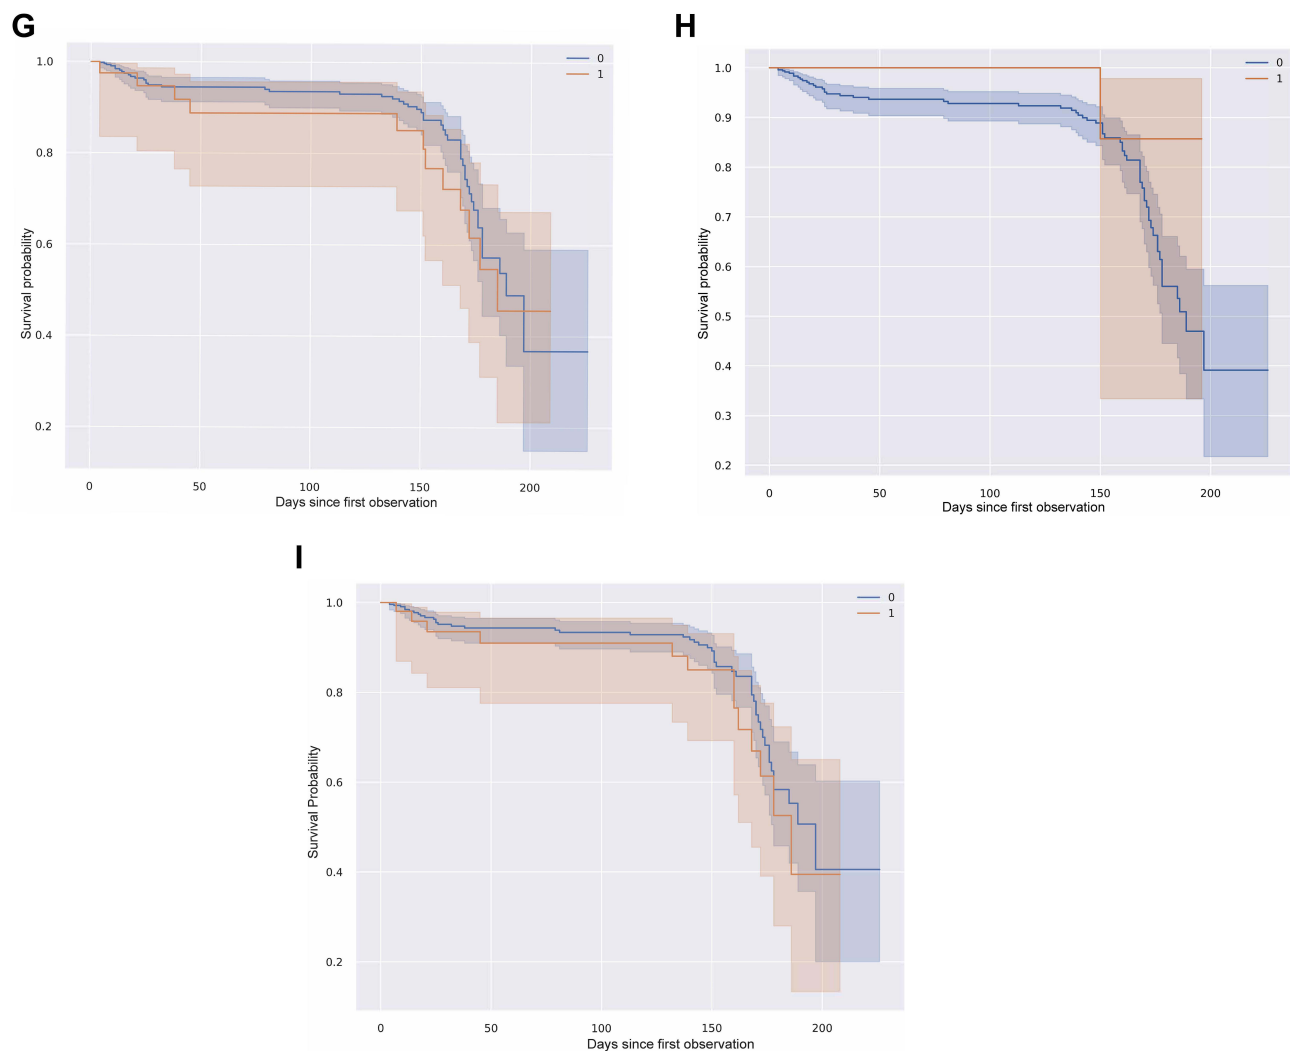 G
0
1
1.0
0.8
0.6
0.4
0.2
Survival probability
0 50 100 150 200
Days since first observation
H
0
1
1.0
0.9
0.8
0.7
0.6
0.5
0.4
0.3
0.2
Survival probability
0 50 100 150 200
Days since first observation
I
0
1
1.0
0.8
0.6
0.4
0.2
Survival Probability
0 50 100 150 200
Days since first observation